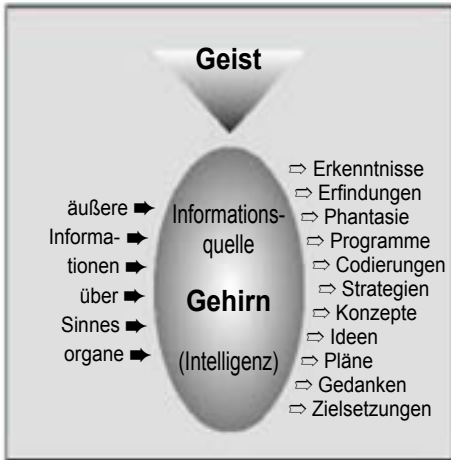 Geist
äußere ➨
Informa- ➨
tionen ➨
über ➨
Sinnes ➨
organe ➨
Informations-
quelle
Gehirn
(Intelligenz)
⇨ Erkenntnisse
⇨ Erfindungen
⇨ Phantasie
⇨ Programme
⇨ Codierungen
⇨ Strategien
⇨ Konzepte
⇨ Ideen
⇨ Pläne
⇨ Gedanken
⇨ Zielsetzungen